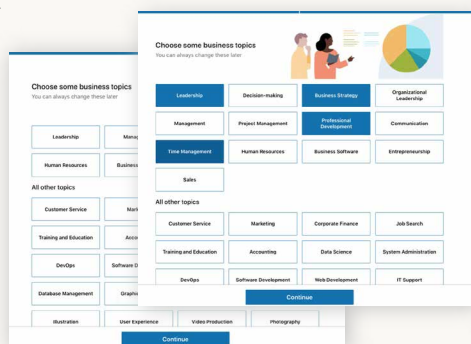 Choose some business topics
You can always change these later
Leadership
Human Resources
All other topics
Customer Service
Training and Education
DevOps
Database Management
Illustration
User Experience
Video Production
Photography
Continue
Choose some business topics
You can always change these later
Leadership
Decision-making
Business Strategy
Organizational
Leadership
Management
Project Management
Professional
Development
Communication
Time Management
Human Resources
Business Software
Entrepreneurship
Sales
All other topics
Customer Service
Marketing
Corporate Finance
Job Search
Training and Education
Accounting
Data Science
System Administration
DevOps
Software Development
Web Development
IT Support
Continue